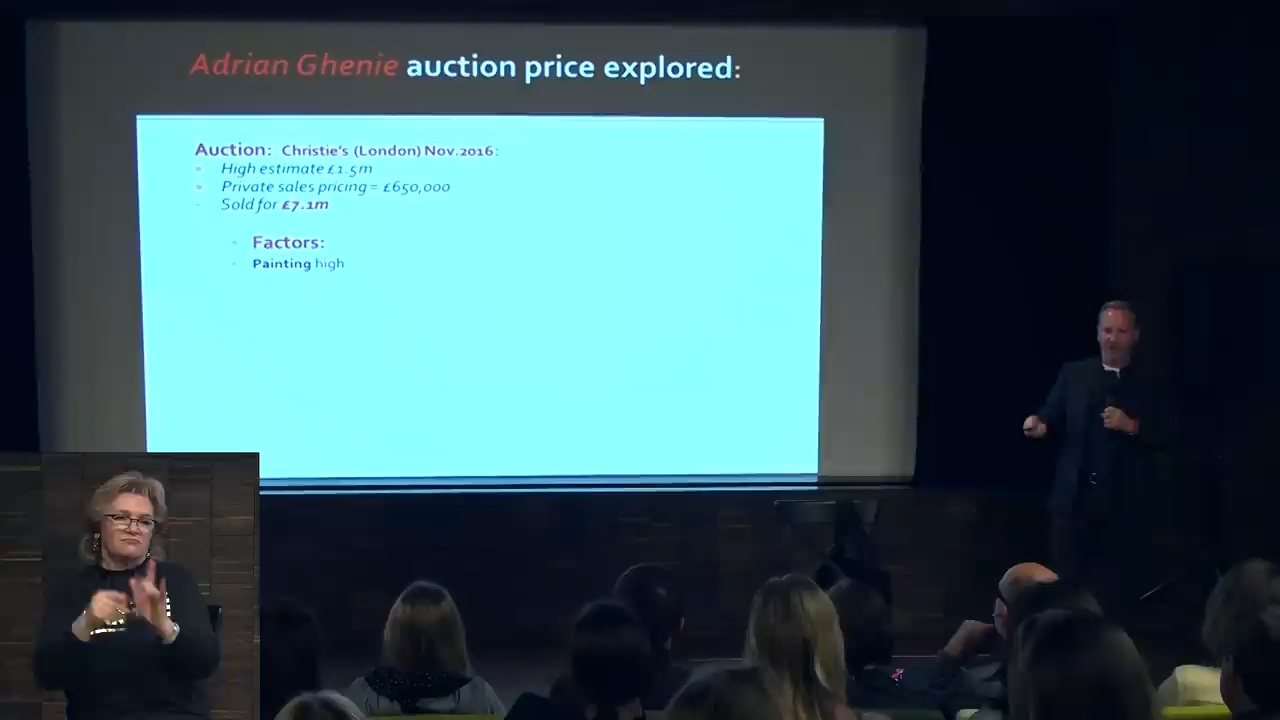 Adrian Ghenie auction price explored:
Auction: Christie's (London) Nov.2016:
High estimate £1.5m
Private sales pricing = £650,000
Sold for £7.1m
Factors:
Painting high